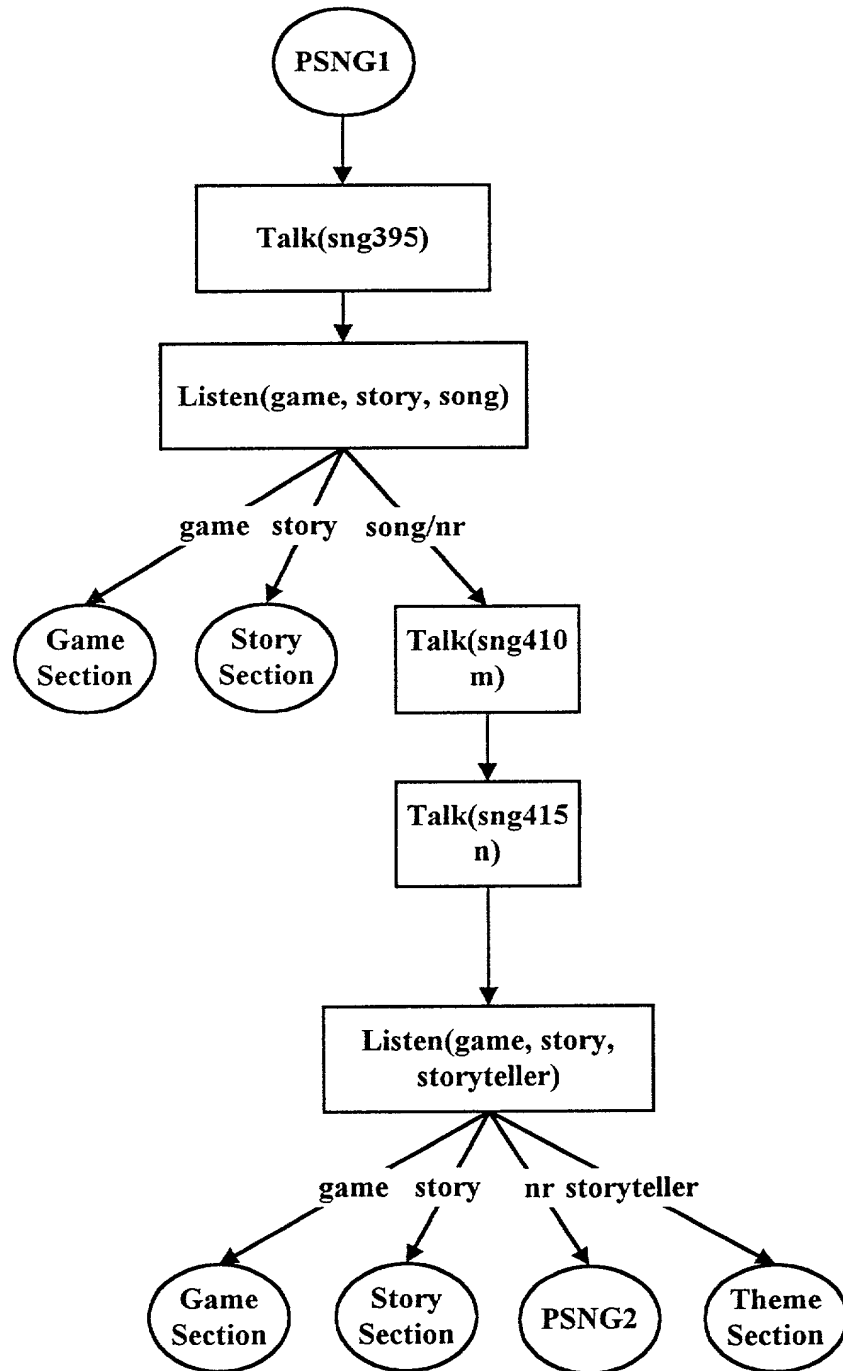 PSNG1
Talk(sng395)
Listen(game, story, song)
game story song/nr
Game
Section
Story
Section
Talk(sng410
m)
Talk(sng415
n)
Listen(game, story,
storyteller)
game story nr storyteller
Game
Section
Story
Section
PSNG2
Theme
Section